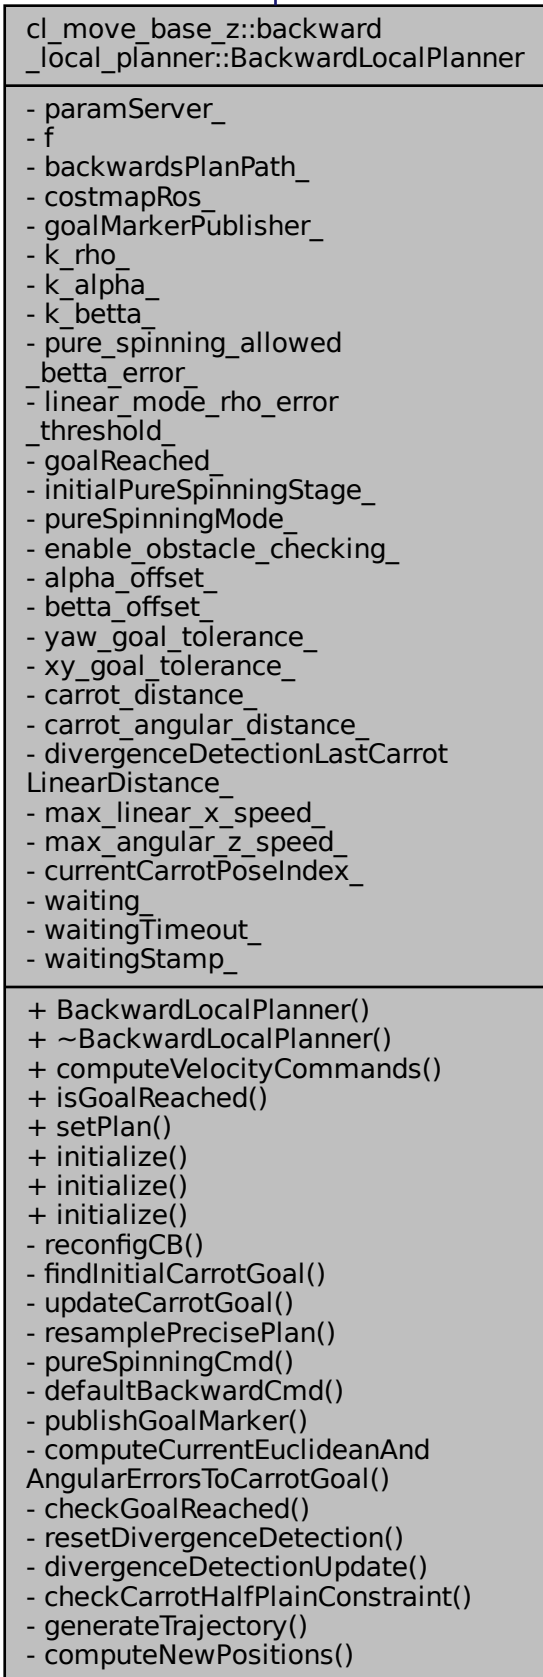 cl_move_base_z::backward
_local_planner::BackwardLocalPlanner
- paramServer_
- f
- backwardsPlanPath_
- costmapRos_
- goalMarkerPublisher_
- k_rho_
- k_alpha_
- k_betta_
- pure_spinning_allowed
_betta_error_
- linear_mode_rho_error
_threshold_
- goalReached_
- initialPureSpinningStage_
- pureSpinningMode_
- enable_obstacle_checking_
- alpha_offset_
- betta_offset_
- yaw_goal_tolerance_
- xy_goal_tolerance_
- carrot_distance_
- carrot_angular_distance_
- divergenceDetectionLastCarrot
LinearDistance_
- max_linear_x_speed_
- max_angular_z_speed_
- currentCarrotPoseIndex_
- waiting_
- waitingTimeout_
- waitingStamp_
+ BackwardLocalPlanner()
+ ~BackwardLocalPlanner()
+ computeVelocityCommands()
+ isGoalReached()
+ setPlan()
+ initialize()
+ initialize()
+ initialize()
- reconfigCB()
- findInitialCarrotGoal()
- updateCarrotGoal()
- resamplePrecisePlan()
- pureSpinningCmd()
- defaultBackwardCmd()
- publishGoalMarker()
- computeCurrentEuclideanAnd
AngularErrorsToCarrotGoal()
- checkGoalReached()
- resetDivergenceDetection()
- divergenceDetectionUpdate()
- checkCarrotHalfPlainConstraint()
- generateTrajectory()
- computeNewPositions()